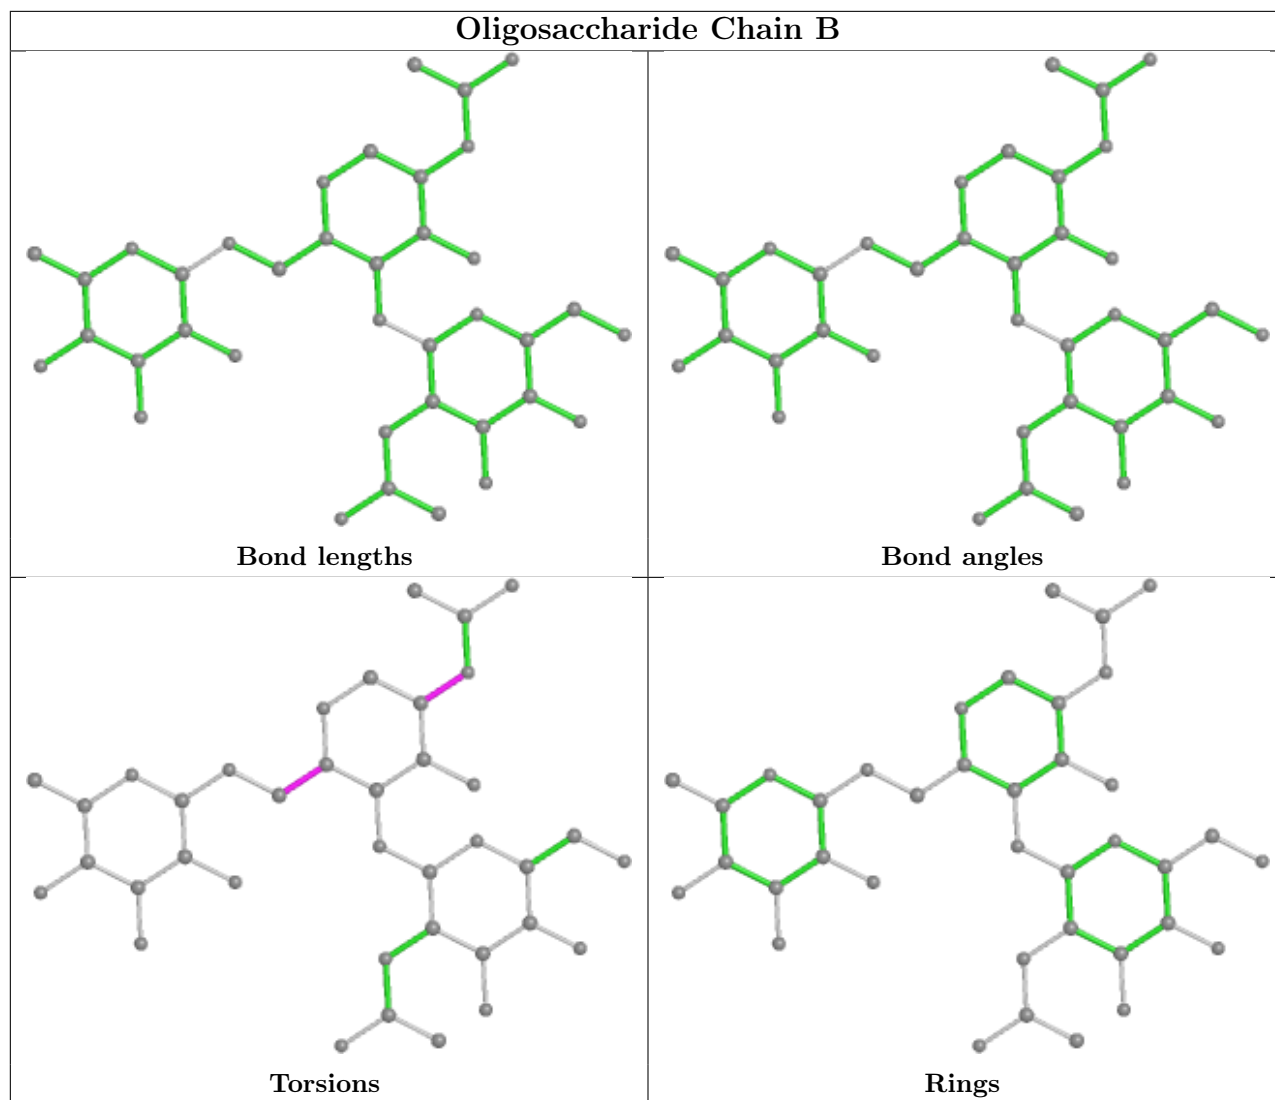 Oligosaccharide Chain B
Bond lengths
Bond angles
Torsions
Rings